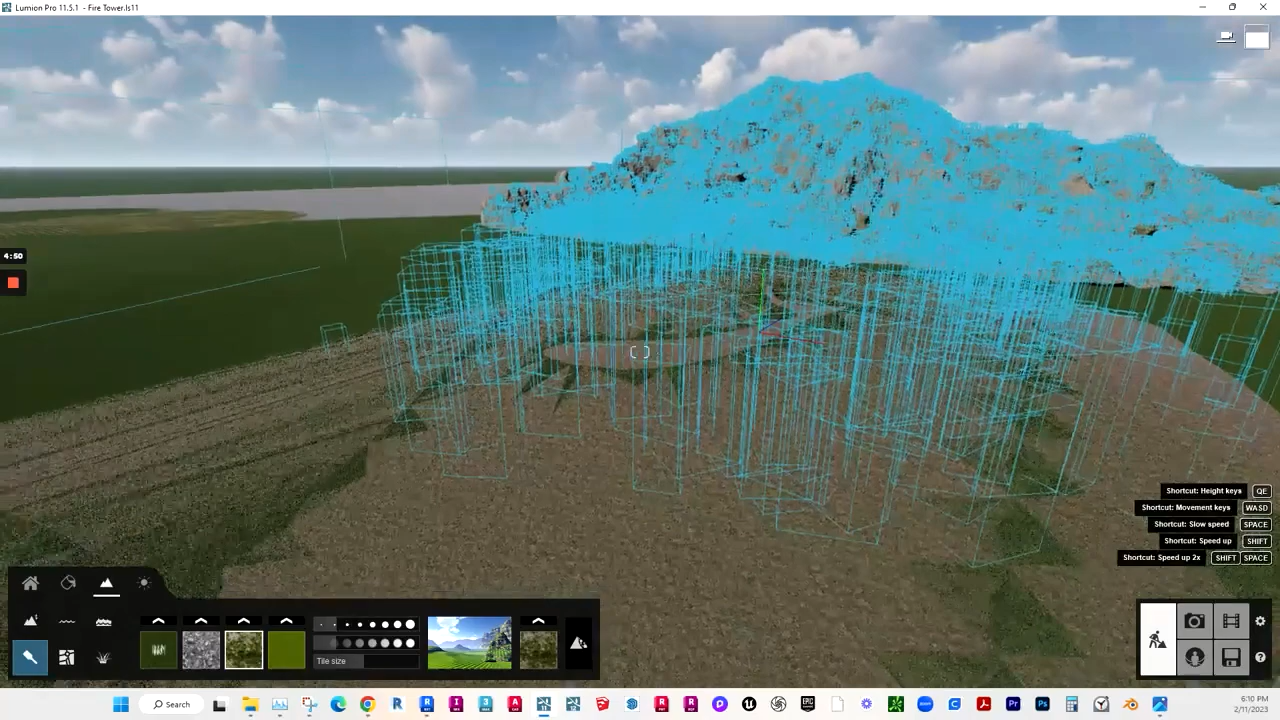 Lumion Pro 11.5.1 - Fire Tower.ls11
4:50
Shortcut: Height keys QE
Shortcut: Movement keys WASD
Shortcut: Slow speed SPACE
Shortcut: Speed up SHIFT
Shortcut: Speed up 2x SHIFT SPACE
Tile size
Search
6:10 PM
2/11/2023